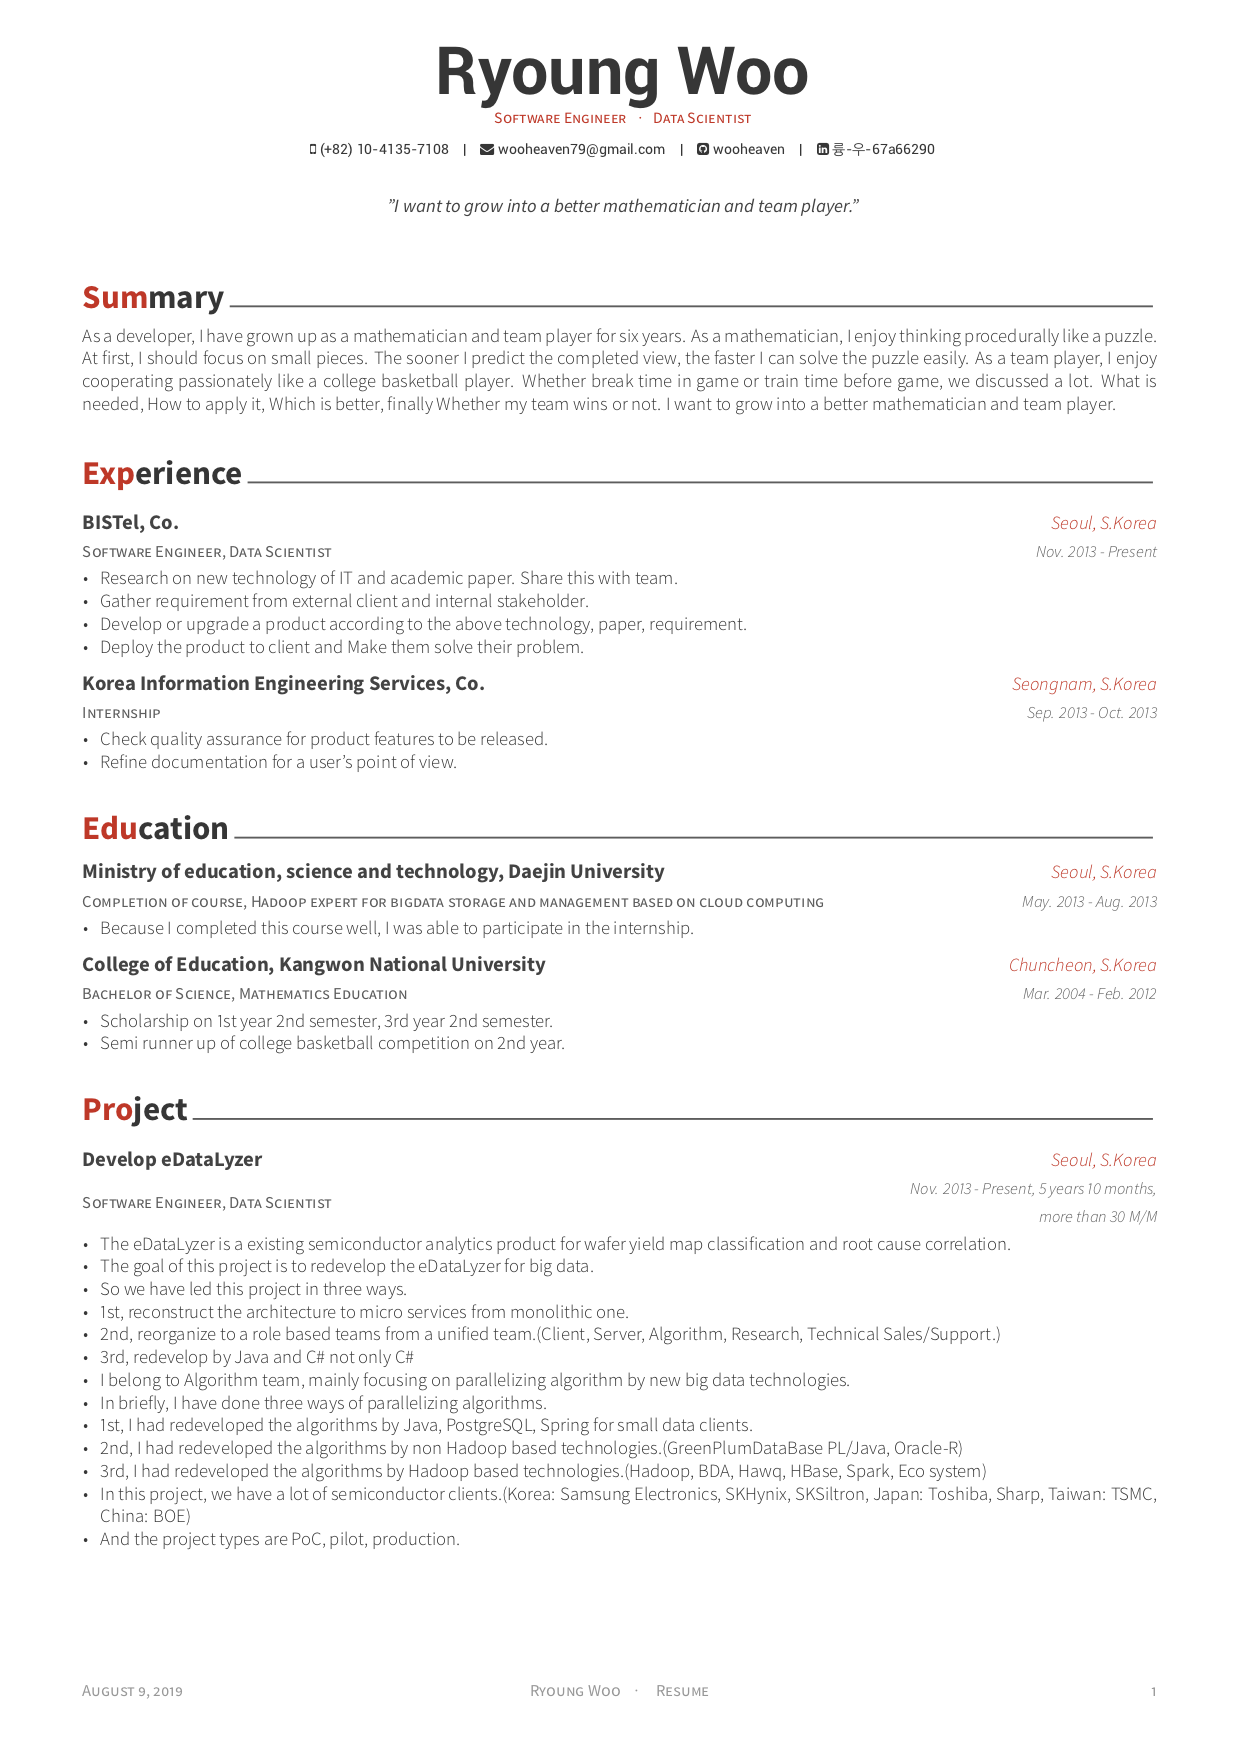 Ryoung Woo
Software Engineer · Data Scientist
(+82) 10-4135-7108 | wooheaven79@gmail.com | wooheaven | 륭-우-67a66290
”I want to grow into a better mathematician and team player.”
Summary
As a developer, I have grown up as a mathematician and team player for six years. As a mathematician, I enjoy thinking procedurally like a puzzle.
At first, I should focus on small pieces. The sooner I predict the completed view, the faster I can solve the puzzle easily. As a team player, I enjoy
cooperating passionately like a college basketball player. Whether break time in game or train time before game, we discussed a lot. What is
needed, How to apply it, Which is better, finally Whether my team wins or not. I want to grow into a better mathematician and team player.
Experience
BISTel, Co. Seoul, S.Korea
Software Engineer, Data Scientist Nov. 2013 - Present
• Research on new technology of IT and academic paper. Share this with team.
• Gather requirement from external client and internal stakeholder.
• Develop or upgrade a product according to the above technology, paper, requirement.
• Deploy the product to client and Make them solve their problem.
Korea Information Engineering Services, Co. Seongnam, S.Korea
Internship Sep. 2013 - Oct. 2013
• Check quality assurance for product features to be released.
• Refine documentation for a user’s point of view.
Education
Ministry of education, science and technology, Daejin University Seoul, S.Korea
Completion of course, Hadoop expert for bigdata storage and management based on cloud computing May. 2013 - Aug. 2013
• Because I completed this course well, I was able to participate in the internship.
College of Education, Kangwon National University Chuncheon, S.Korea
Bachelor of Science, Mathematics Education Mar. 2004 - Feb. 2012
• Scholarship on 1st year 2nd semester, 3rd year 2nd semester.
• Semi runner up of college basketball competition on 2nd year.
Project
Develop eDataLyzer Seoul, S.Korea
Nov. 2013 - Present, 5 years 10 months,
Software Engineer, Data Scientist
more than 30 M/M
• The eDataLyzer is a existing semiconductor analytics product for wafer yield map classification and root cause correlation.
• The goal of this project is to redevelop the eDataLyzer for big data.
• So we have led this project in three ways.
• 1st, reconstruct the architecture to micro services from monolithic one.
• 2nd, reorganize to a role based teams from a unified team.(Client, Server, Algorithm, Research, Technical Sales/Support.)
• 3rd, redevelop by Java and C# not only C#
• I belong to Algorithm team, mainly focusing on parallelizing algorithm by new big data technologies.
• In briefly, I have done three ways of parallelizing algorithms.
• 1st, I had redeveloped the algorithms by Java, PostgreSQL, Spring for small data clients.
• 2nd, I had redeveloped the algorithms by non Hadoop based technologies.(GreenPlumDataBase PL/Java, Oracle-R)
• 3rd, I had redeveloped the algorithms by Hadoop based technologies.(Hadoop, BDA, Hawq, HBase, Spark, Eco system)
• In this project, we have a lot of semiconductor clients.(Korea: Samsung Electronics, SKHynix, SKSiltron, Japan: Toshiba, Sharp, Taiwan: TSMC,
China: BOE)
• And the project types are PoC, pilot, production.
August 9, 2019 Ryoung Woo · Resume 1